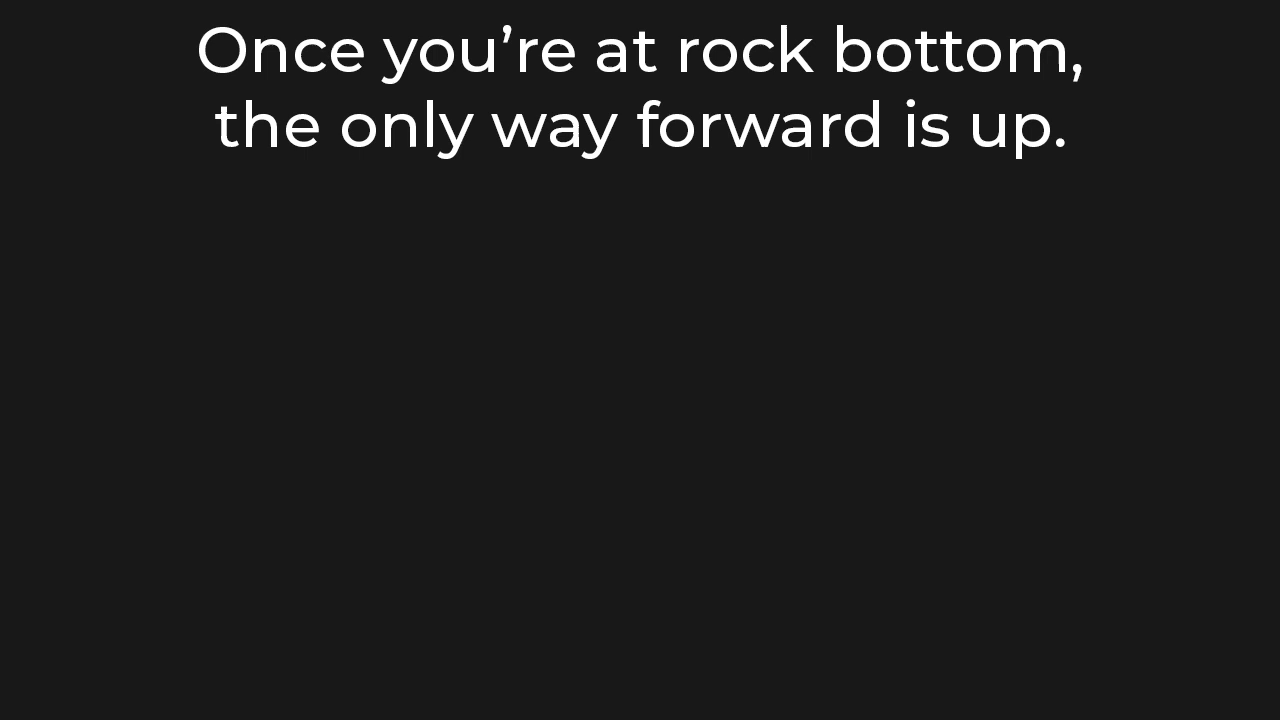 Once you’re at rock bottom,
the only way forward is up.